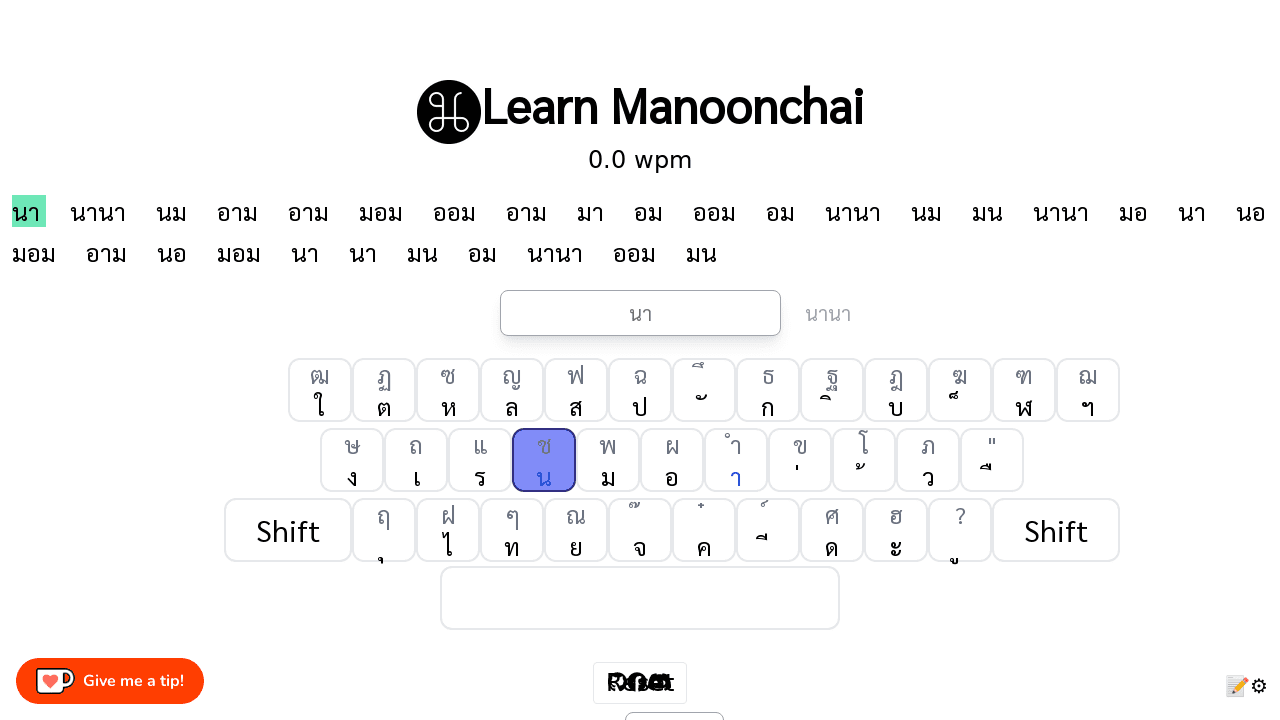 Learn Manoonchai
0.0 wpm
นา นานา นม อาม อาม มอม ออม อาม มา อม ออม อม นานา นม มน นานา มอ นา นอ
มอม อาม นอ มอม นา นา มน อม นานา ออม มน
นา นานา
ฒ ฏ ซ ญ ฟ ฉ ึ ธ ฐ ฎ ฆ ฑ ฌ
ใ ต ห ล ส ป ั ก ิ บ ็ ฬ ฯ
ษ ถ แ ช พ ผ ำ ข โ ภ "
ง เ ร น ม อ า ่ ้ ว ื
ฤ ฝ ๆ ณ ๊ ๋ ์ ศ ฮ ?
Shift ุ ไ ท ย จ ค ี ด ะ ู Shift
Give me a tip!